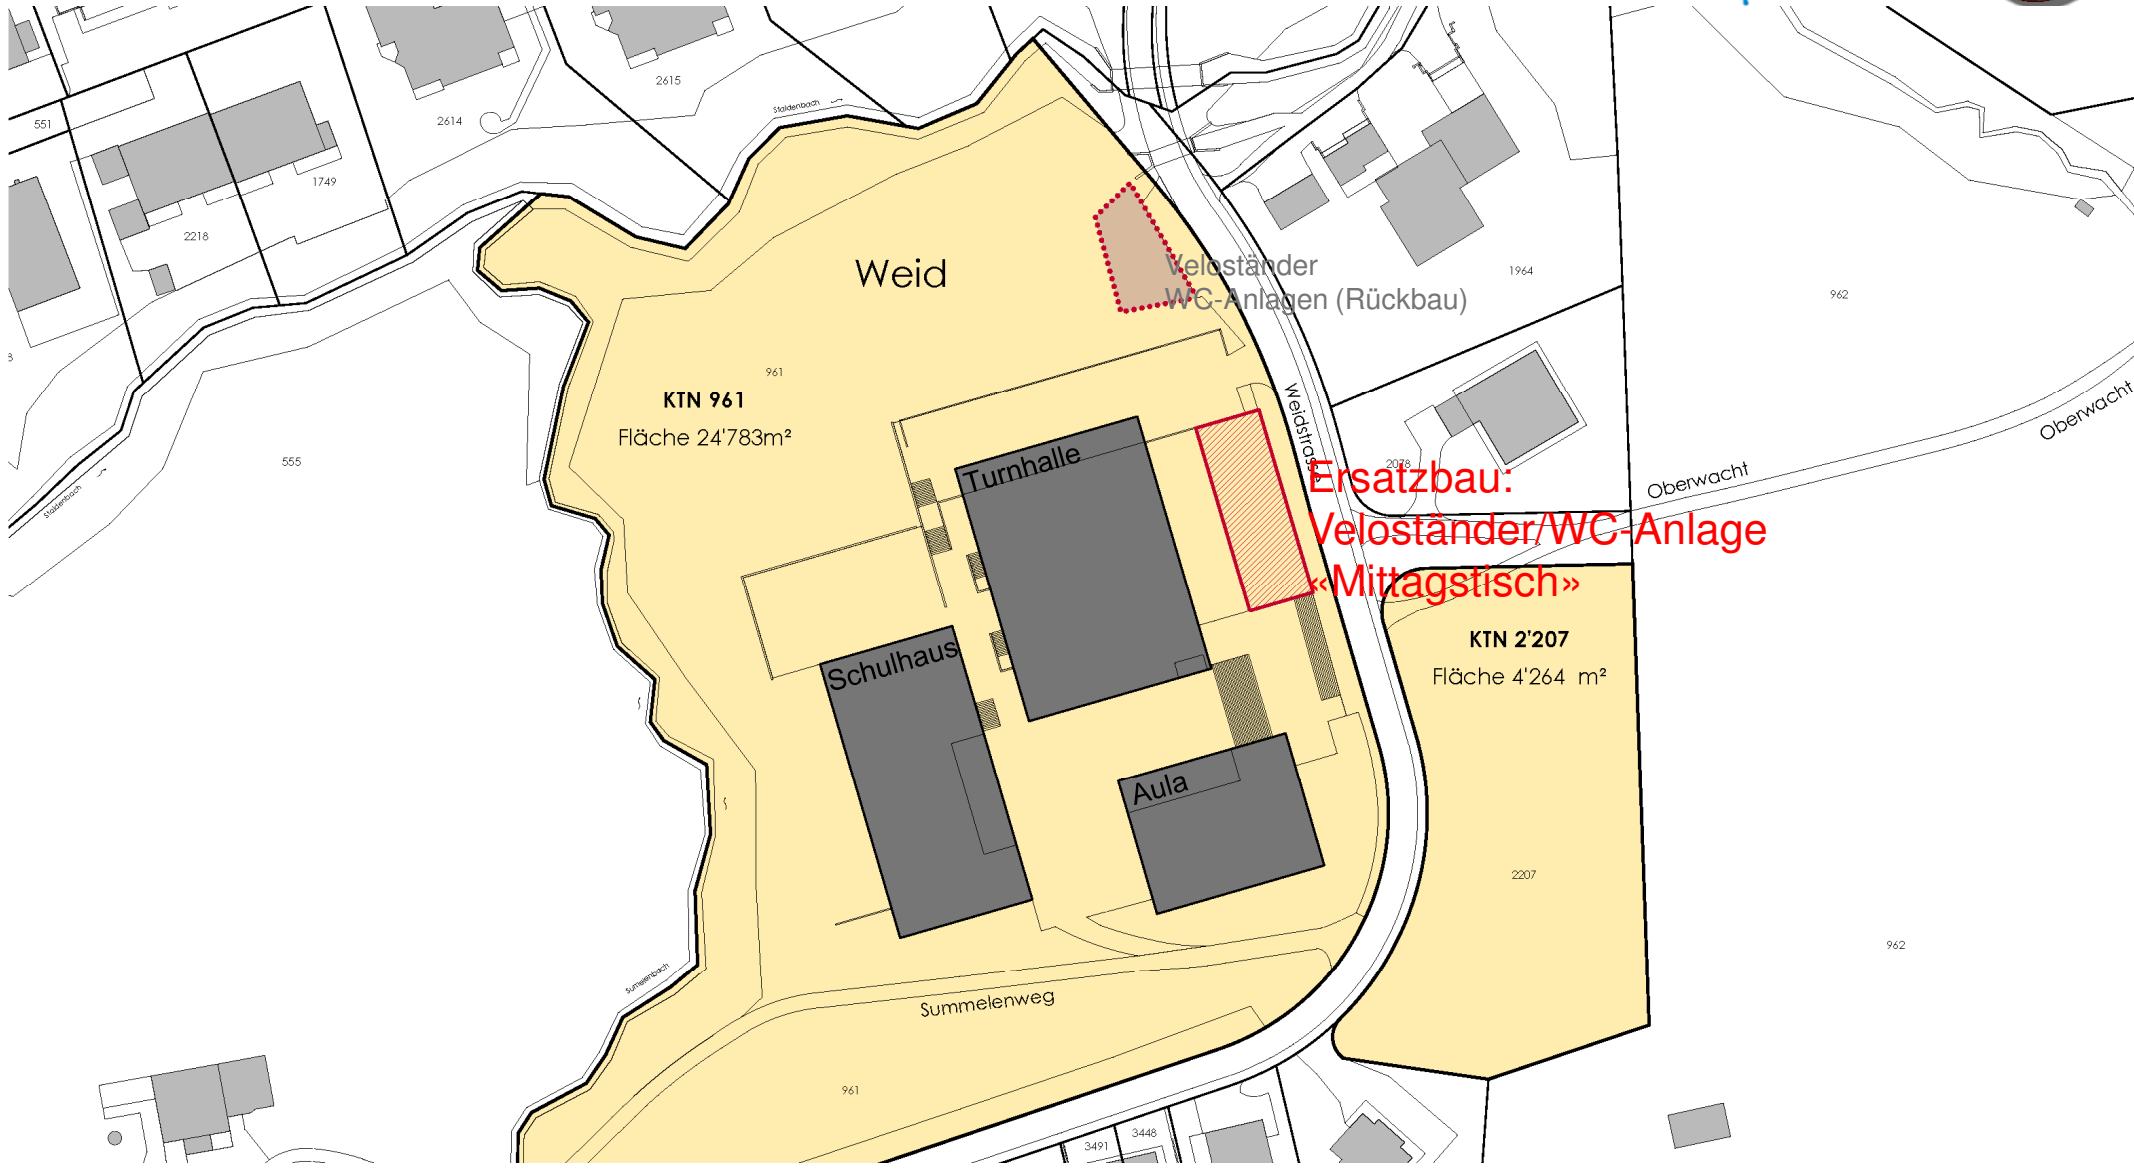 2615
Staldenbach
2614
551
1749
2218
Weid
Veloständer
WC-Anlagen (Rückbau)
1964
962
961
KTN 961
Fläche 24'783m²
555
Staldenbach
Weidstrasse
Turnhalle
2078
Oberwacht
Oberwacht
Ersatzbau:
Veloständer/WC-Anlage
«Mittagstisch»
Schulhaus
KTN 2'207
Fläche 4'264 m²
Aula
2207
962
Summelenbach
Summelenweg
961
3491
3448